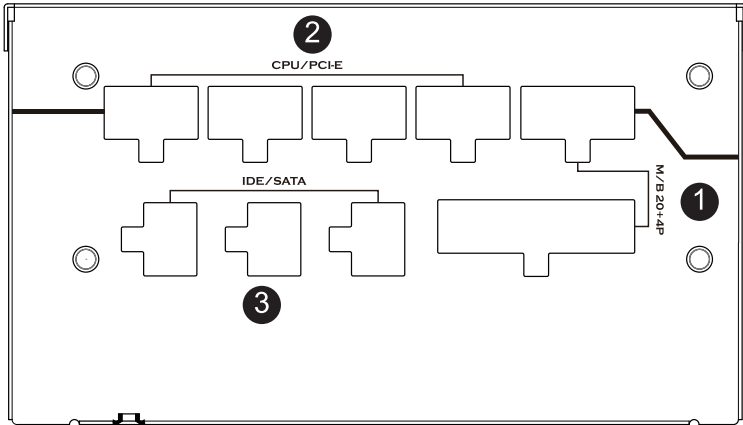 2
CPU/PCI-E
IDE/SATA
M/B 20+4P
1
3